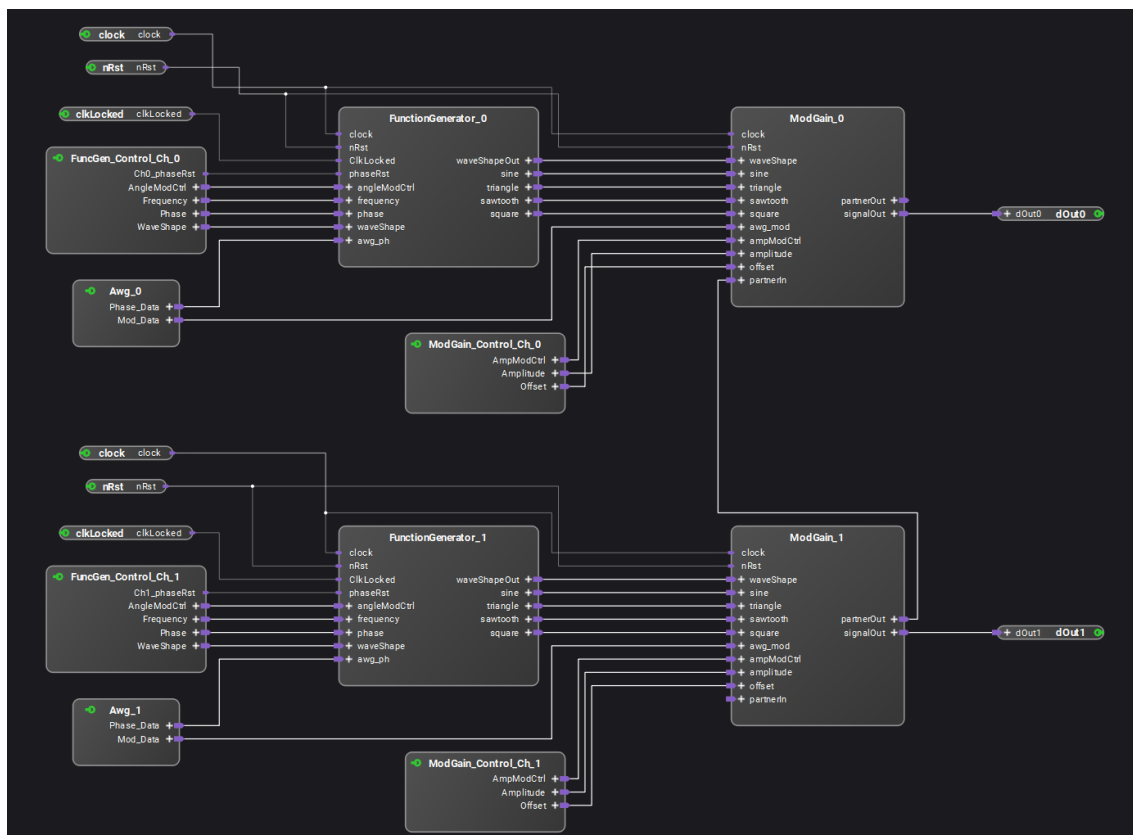 clock clock
nRst nRst
clkLocked clkLocked
FuncGen_Control_Ch_0
Ch0_phaseRst
AngleModCtrl
Frequency
Phase
WaveShape
Awg_0
Phase_Data
Mod_Data
FunctionGenerator_0
clock
nRst
ClkLocked waveShapeOut
phaseRst sine
angleModCtrl triangle
frequency sawtooth
phase square
waveShape
awg_ph
ModGain_Control_Ch_0
AmpModCtrl
Amplitude
Offset
ModGain_0
clock
nRst
waveShape
sine
triangle
sawtooth partnerOut
square signalOut
awg_mod
ampModCtrl
amplitude
offset
partnerIn
dOut0 dOut0
clock clock
nRst nRst
clkLocked clkLocked
FuncGen_Control_Ch_1
Ch1_phaseRst
AngleModCtrl
Frequency
Phase
WaveShape
Awg_1
Phase_Data
Mod_Data
FunctionGenerator_1
clock
nRst
ClkLocked waveShapeOut
phaseRst sine
angleModCtrl triangle
frequency sawtooth
phase square
waveShape
awg_ph
ModGain_Control_Ch_1
AmpModCtrl
Amplitude
Offset
ModGain_1
clock
nRst
waveShape
sine
triangle
sawtooth partnerOut
square signalOut
awg_mod
ampModCtrl
amplitude
offset
partnerIn
dOut1 dOut1